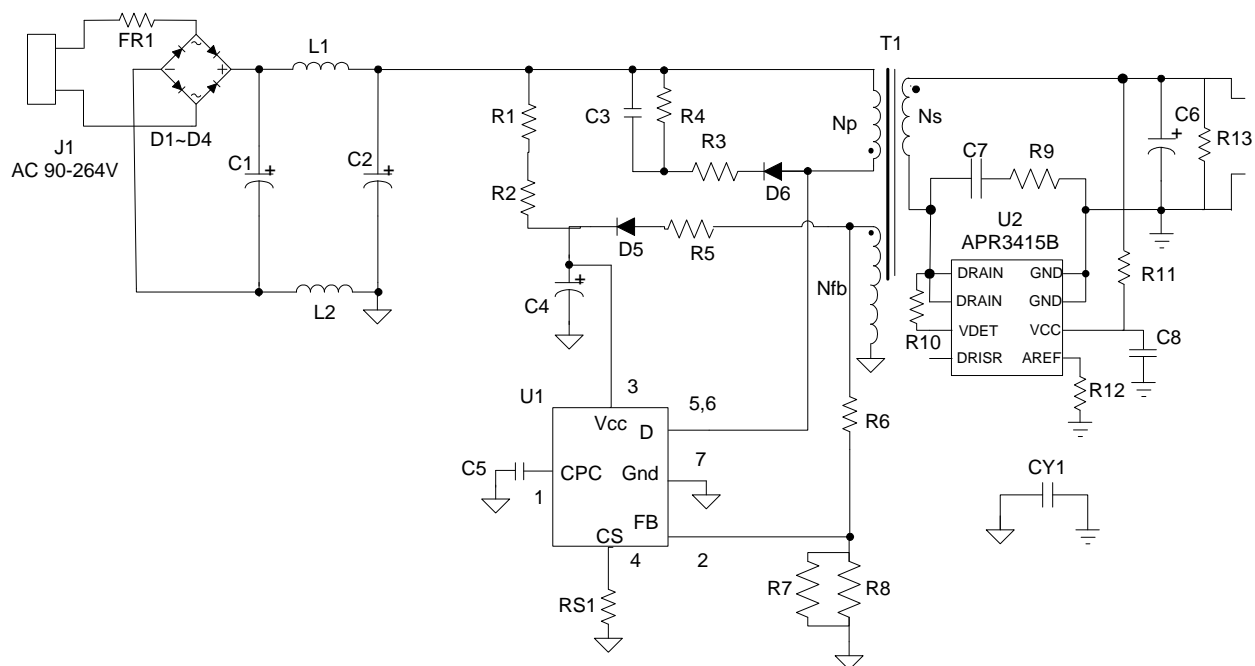 FR1
J1
AC 90-264V
D1~D4
~
~
-
+
L1
C1
+
C2
+
L2
R1
R2
C3
R4
R3
D6
D5
R5
C4
+
T1
Np
Ns
Nfb
C7
R9
U2
APR3415B
DRAIN
DRAIN
VDET
DRISR
GND
GND
VCC
AREF
R10
R11
C8
R12
C6
+
R13
U1
3
Vcc
D
5,6
C5
CPC
1
Gnd
7
FB
2
CS
4
RS1
R6
R7
R8
CY1